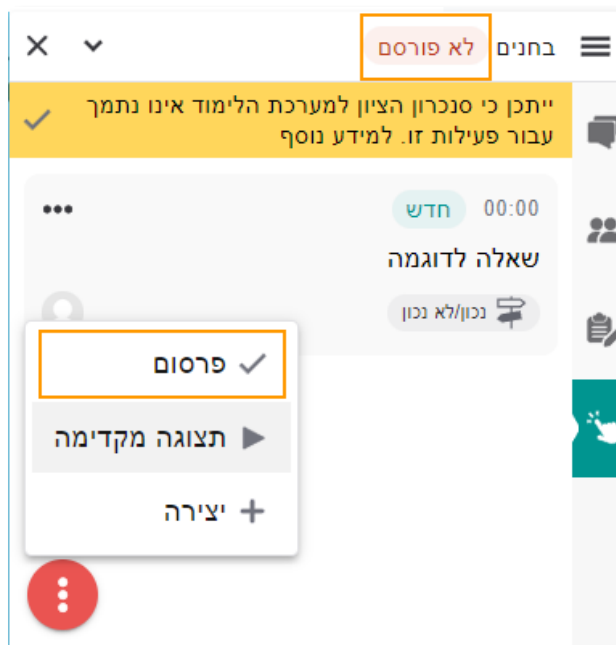 בחנים לא פורסם
ייתכן כי סנכרון הציון למערכת הלימוד אינו נתמך
עבור פעילות זו. למידע נוסף
00:00 חדש
שאלה לדוגמה
נכון/לא נכון
פרסום
תצוגה מקדימה
יצירה